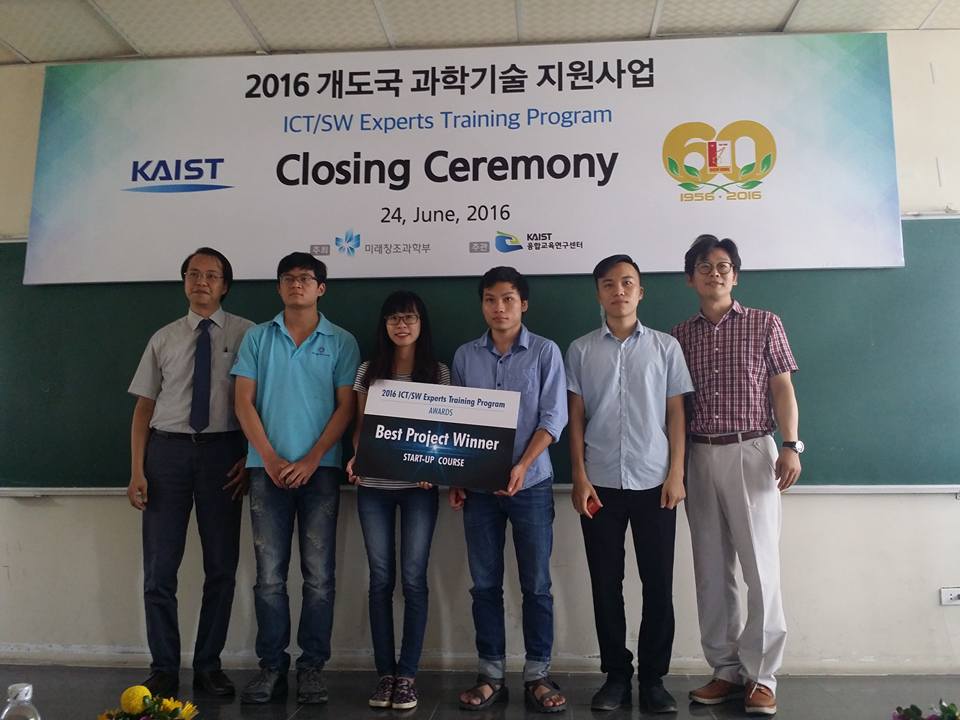 2016 개도국 과학기술 지원사업
ICT/SW Experts Training Program
KAIST
Closing Ceremony
60
1956 · 2016
24, June, 2016
주최 미래창조과학부
주관 KAIST
융합교육연구센터
2016 ICT/SW Experts Training Program
AWARDS
Best Project Winner
START-UP COURSE